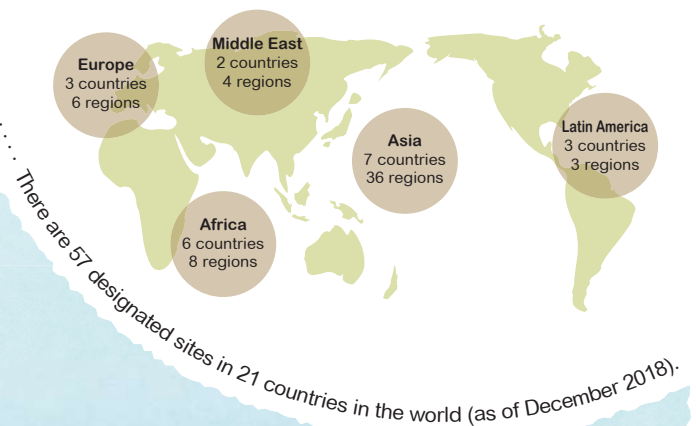 Europe
3 countries
6 regions
Middle East
2 countries
4 regions
Asia
7 countries
36 regions
Latin America
3 countries
3 regions
Africa
6 countries
8 regions
.... There are 57 designated sites in 21 countries in the world (as of December 2018).